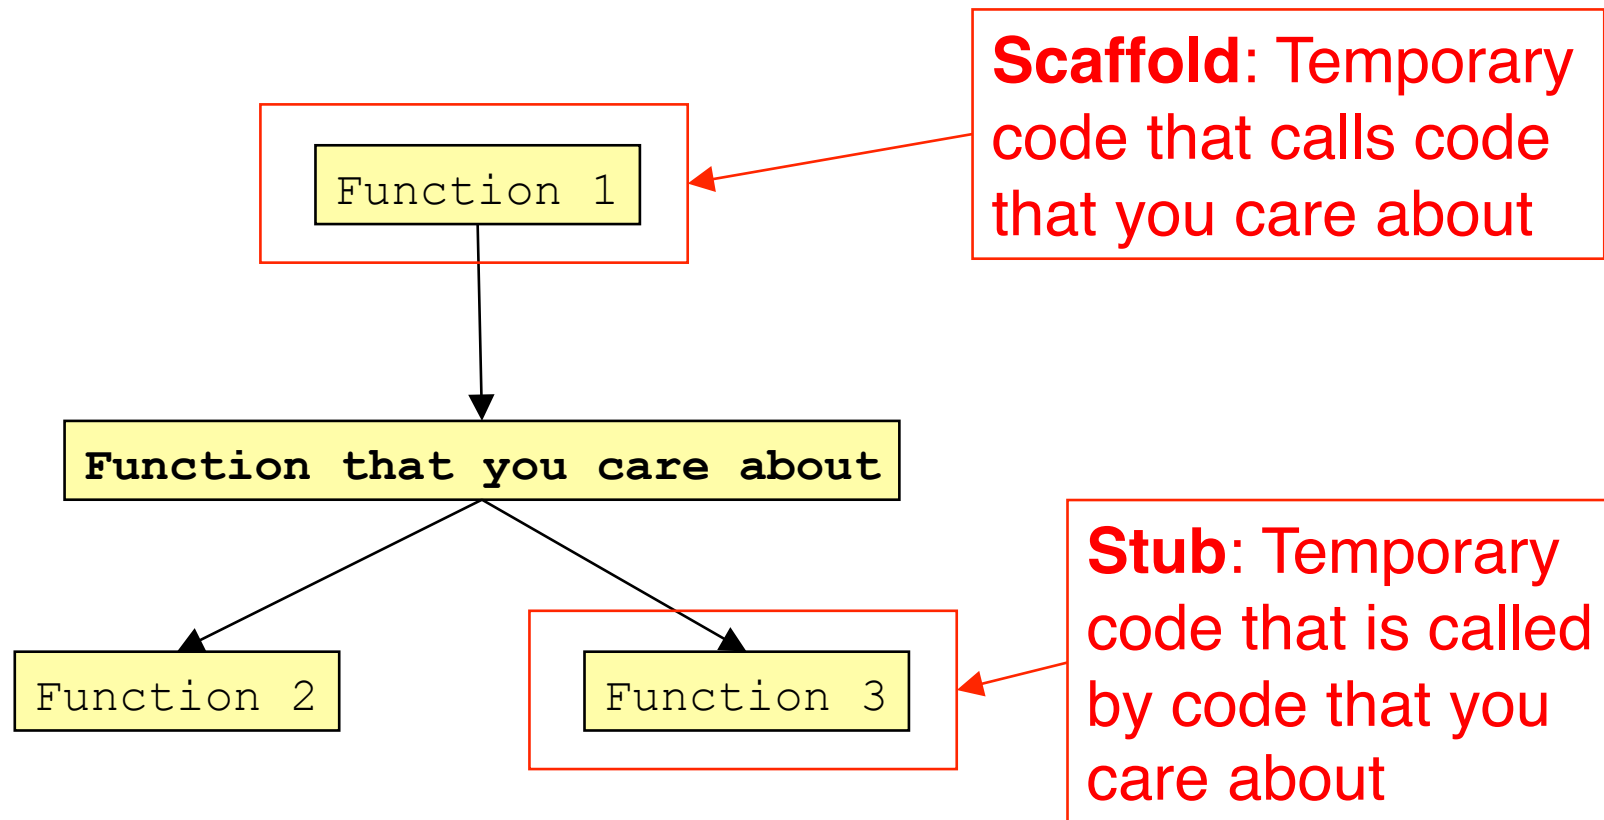 Scaffold: Temporary
code that calls code
that you care about
Function 1
Function that you care about
Function 2
Function 3
Stub: Temporary
code that is called
by code that you
care about